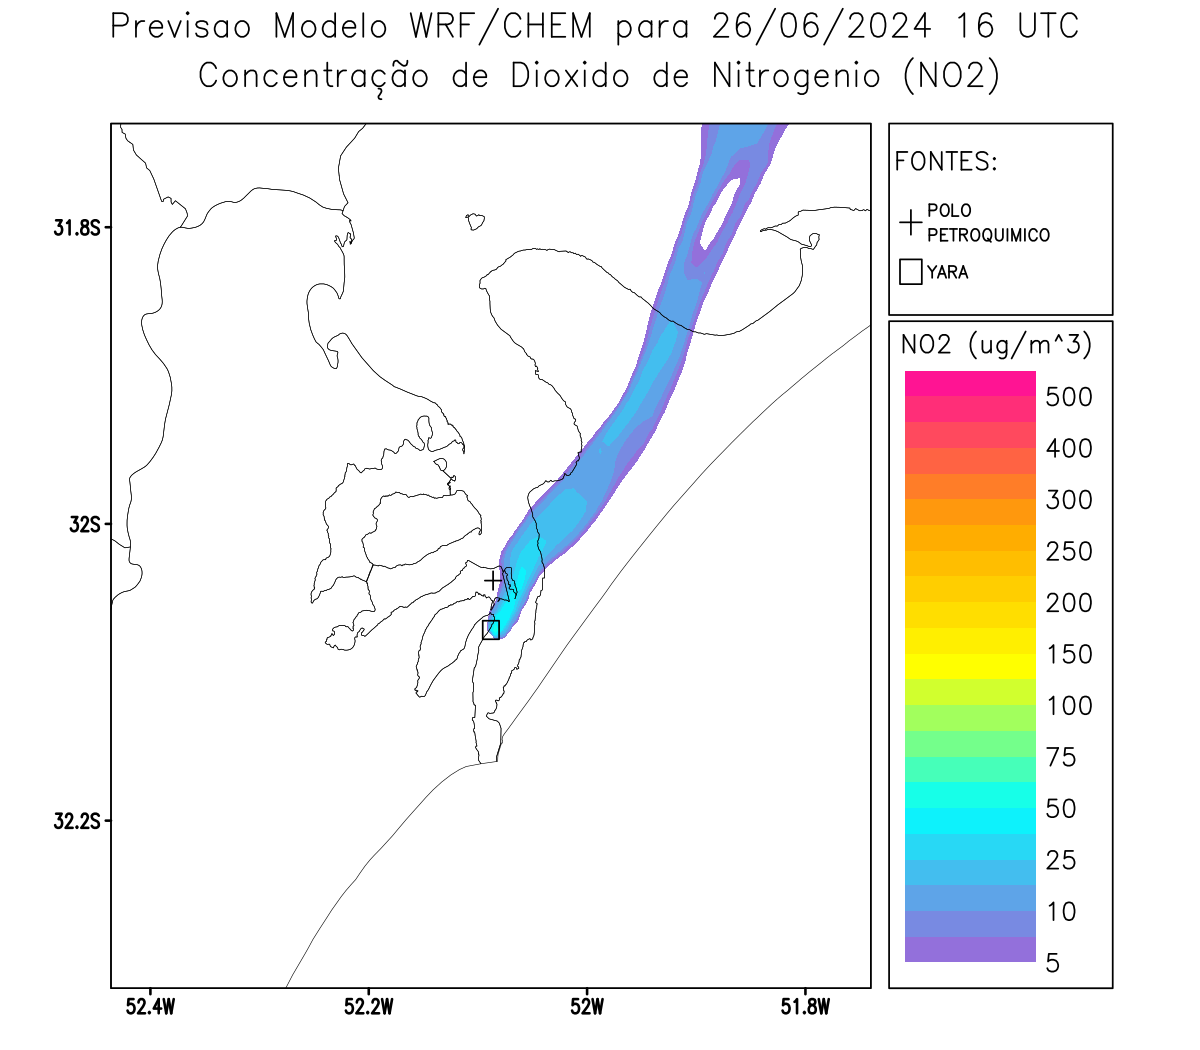 Previsao Modelo WRF/CHEM para 26/06/2024 16 UTC
Concentração de Dioxido de Nitrogenio (NO2)
FONTES:
POLO
PETROQUIMICO
YARA
31.8S
32S
32.2S
52.4W
52.2W
52W
51.8W
NO2 (ug/m^3)
500
400
300
250
200
150
100
75
50
25
10
5